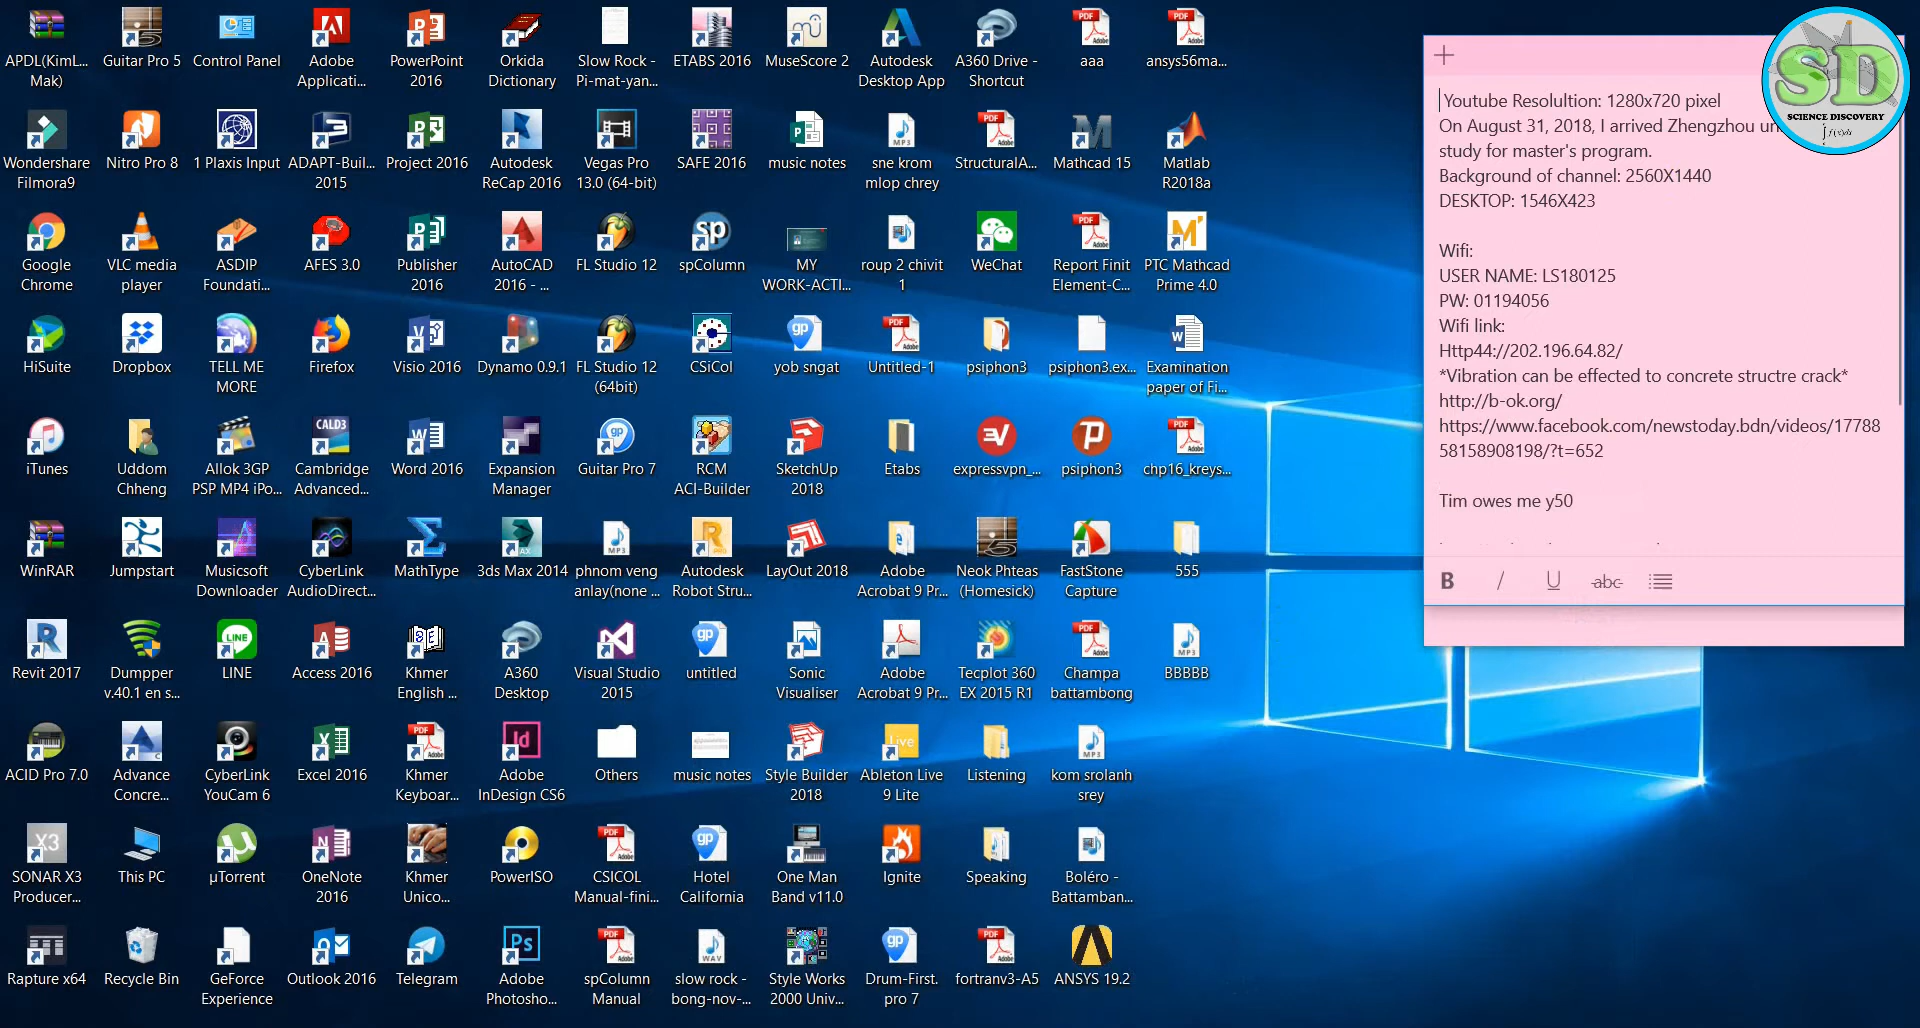 APDL(KimL...
Mak)
Guitar Pro 5
Control Panel
Adobe
Applicati...
PowerPoint
2016
Orkida
Dictionary
Slow Rock -
Pi-mat-yan...
ETABS 2016
MuseScore 2
Autodesk
Desktop App
A360 Drive -
Shortcut
aaa
ansys56ma...
Wondershare
Filmora9
Nitro Pro 8
1 Plaxis Input
ADAPT-Buil...
2015
Project 2016
Autodesk
ReCap 2016
Vegas Pro
13.0 (64-bit)
SAFE 2016
music notes
sne krom
mlop chrey
StructuralA...
Mathcad 15
Matlab
R2018a
Google
Chrome
VLC media
player
ASDIP
Foundati...
AFES 3.0
Publisher
2016
AutoCAD
2016 - ...
FL Studio 12
spColumn
MY
WORK-ACTI...
roup 2 chivit
1
WeChat
Report Finit
Element-C...
PTC Mathcad
Prime 4.0
HiSuite
Dropbox
TELL ME
MORE
Firefox
Visio 2016
Dynamo 0.9.1
FL Studio 12
(64bit)
CSiCol
yob sngat
Untitled-1
psiphon3
psiphon3.ex...
Examination
paper of Fi...
iTunes
Uddom
Chheng
Allok 3GP
PSP MP4 iPo...
Cambridge
Advanced...
Word 2016
Expansion
Manager
Guitar Pro 7
RCM
ACI-Builder
SketchUp
2018
Etabs
expressvpn_...
psiphon3
chp16_kreys...
WinRAR
Jumpstart
Musicsoft
Downloader
CyberLink
AudioDirect...
MathType
3ds Max 2014
phnom veng
anlay(none ...
Autodesk
Robot Stru...
LayOut 2018
Adobe
Acrobat 9 Pr...
Neok Phteas
(Homesick)
FastStone
Capture
555
Revit 2017
Dumpper
v.40.1 en s...
LINE
Access 2016
Khmer
English ...
A360
Desktop
Visual Studio
2015
untitled
Sonic
Visualiser
Adobe
Acrobat 9 Pr...
Tecplot 360
EX 2015 R1
Champa
battambong
BBBBB
ACID Pro 7.0
Advance
Concre...
CyberLink
YouCam 6
Excel 2016
Khmer
Keyboar...
Adobe
InDesign CS6
Others
music notes
Style Builder
2018
Ableton Live
9 Lite
Listening
kom srolanh
srey
SONAR X3
Producer...
This PC
µTorrent
OneNote
2016
Khmer
Unico...
PowerISO
CSICOL
Manual-fini...
Hotel
California
One Man
Band v11.0
Ignite
Speaking
Boléro -
Battamban...
Rapture x64
Recycle Bin
GeForce
Experience
Outlook 2016
Telegram
Adobe
Photosho...
spColumn
Manual
slow rock -
bong-nov-...
Style Works
2000 Univ...
Drum-First.
pro 7
fortranv3-A5
ANSYS 19.2
Youtube Resolultion: 1280x720 pixel
On August 31, 2018, I arrived Zhengzhou
study for master's program.
Background of channel: 2560X1440
DESKTOP: 1546X423
Wifi:
USER NAME: LS180125
PW: 01194056
Wifi link:
Http44://202.196.64.82/
*Vibration can be effected to concrete structre crack*
http://b-ok.org/
https://www.facebook.com/newstoday.bdn/videos/17788
58158908198/?t=652
Tim owes me y50
B / U abc
SD
SCIENCE DISCOVERY
∫ f(x)dx